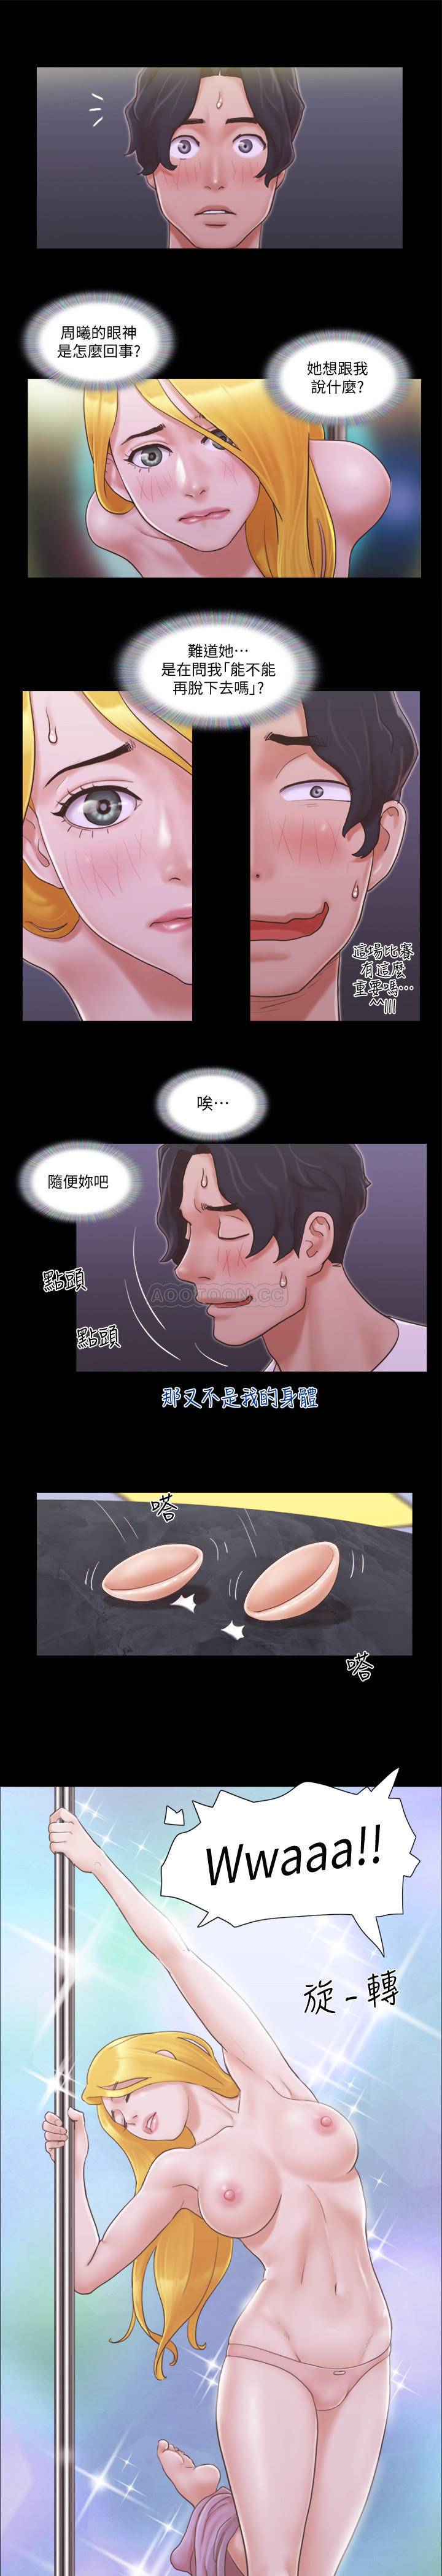 周曦的眼神
是怎麼回事?
她想跟我
說什麼?
難道她…
是在問我「能不能
再脫下去嗎」?
這場比賽
有這麼
重要嗎…
^^|||
唉…
隨便妳吧
點頭
點頭
那又不是我的身體
嗒
嗒
Wwaaa!!
旋-轉